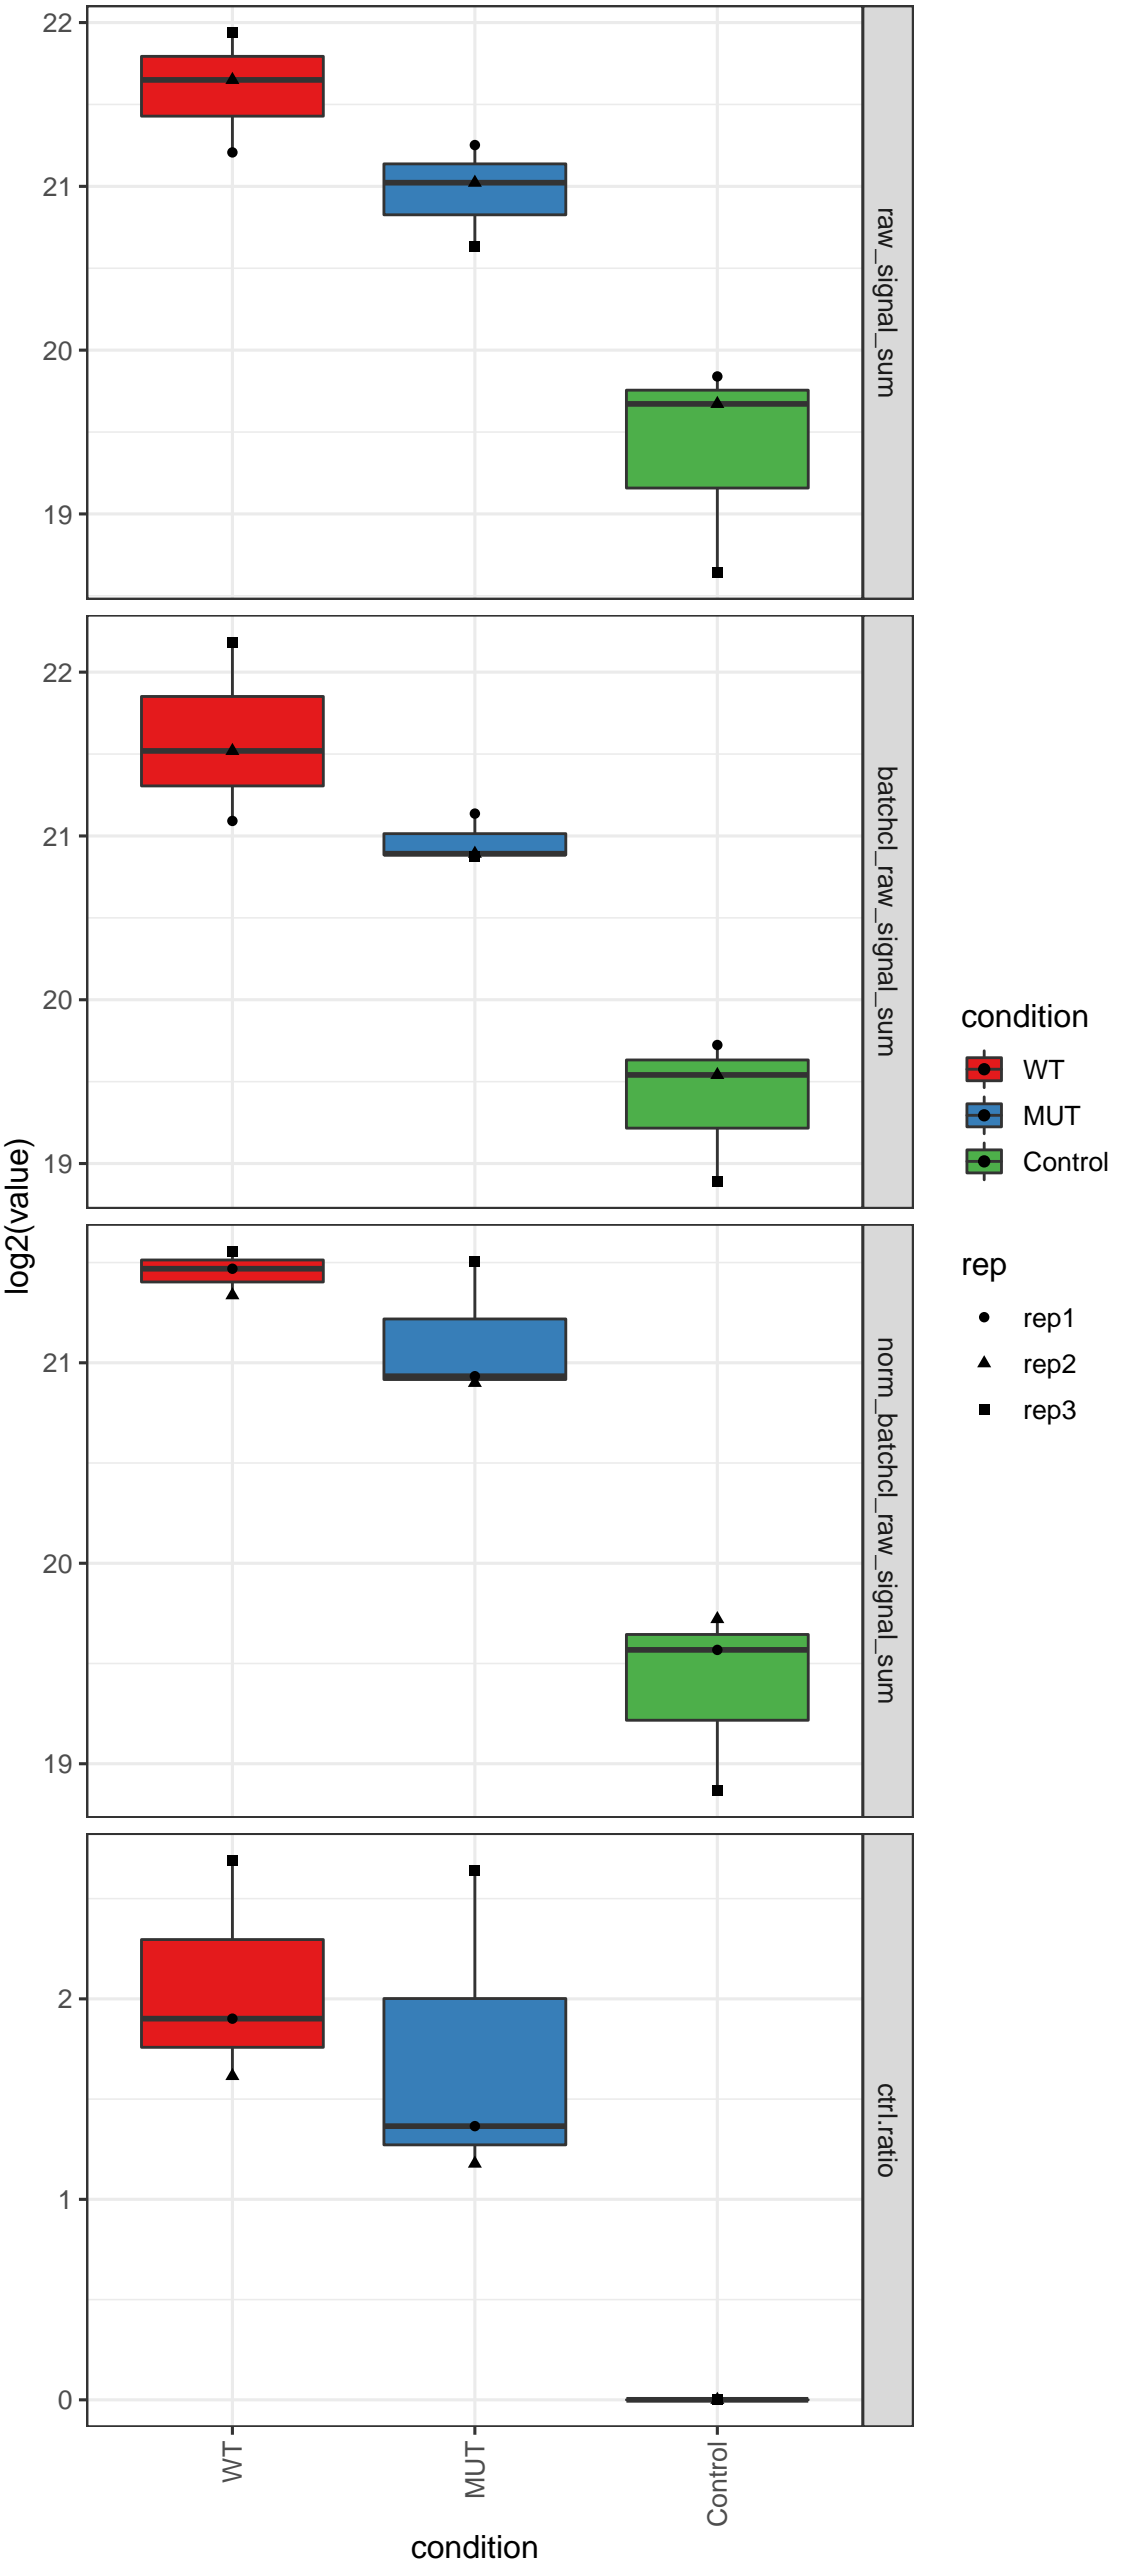 22
21
20
19
raw_signal_sum
22
21
20
19
batchcl_raw_signal_sum
21
20
19
norm_batchcl_raw_signal_sum
2
1
0
ctrl.ratio
log2(value)
WT
MUT
Control
condition
condition
WT
MUT
Control
rep
rep1
rep2
rep3